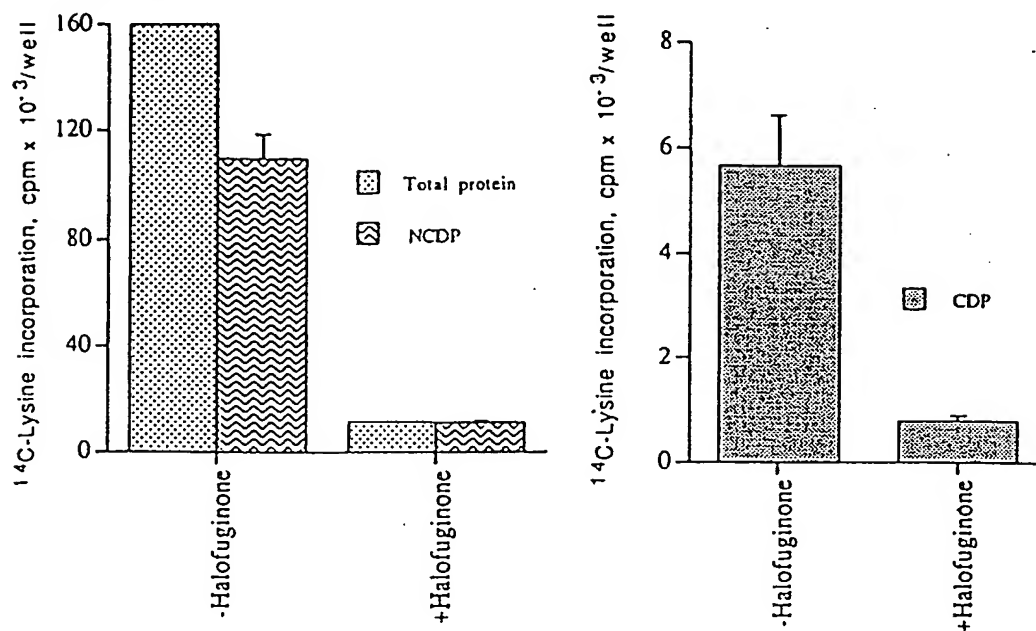 14C-Lysine incorporation, cpm x 10-3/well
160
120
80
40
0
Total protein
NCDP
-Halofuginone
+Halofuginone
14C-Lysine incorporation, cpm x 10-3/well
8
6
4
2
0
CDP
-Halofuginone
+Halofuginone